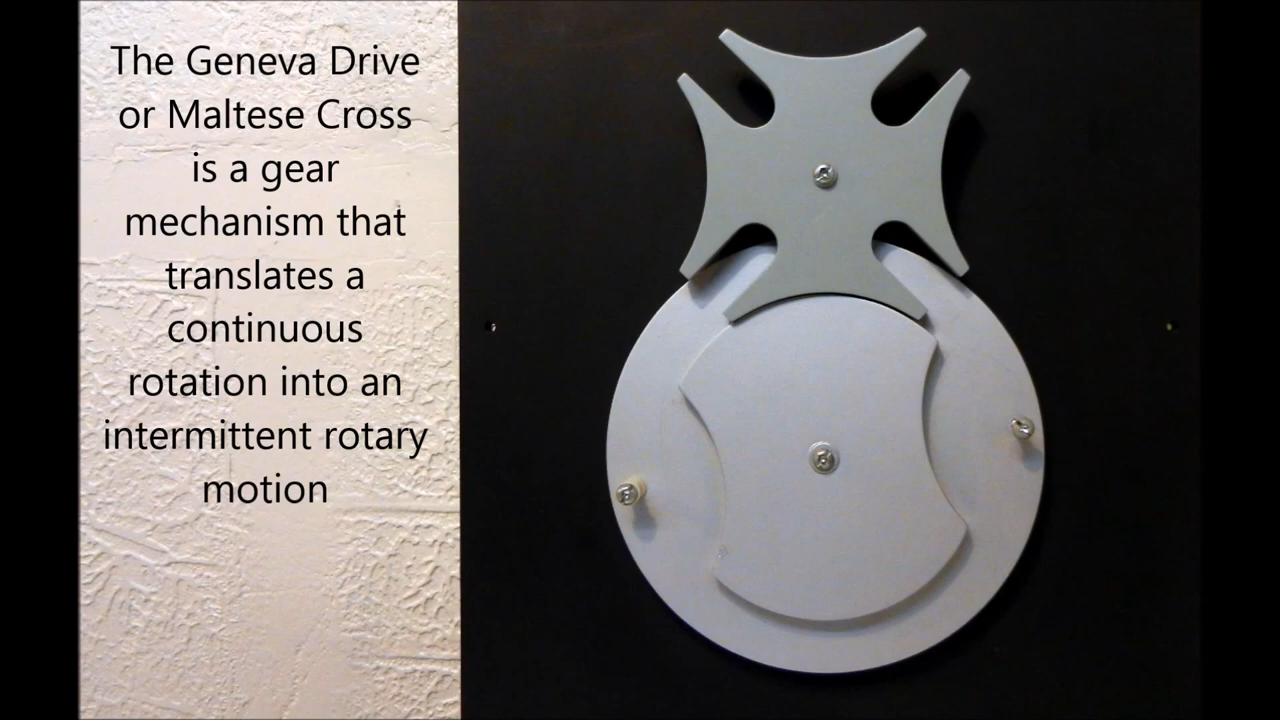 The Geneva Drive
or Maltese Cross
is a gear
mechanism that
translates a
continuous
rotation into an
intermittent rotary
motion